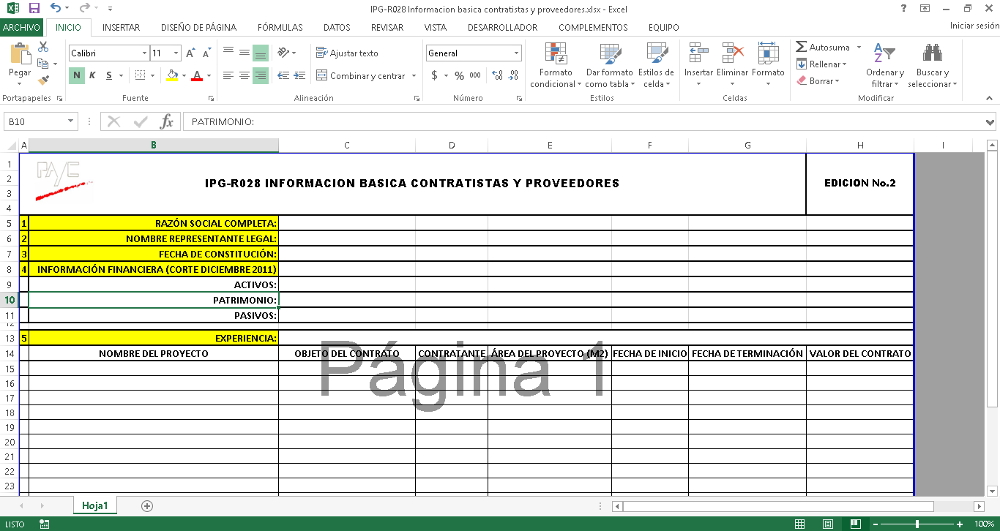 IPG-R028 Informacion basica contratistas y proveedores.xlsx - Excel
?
ARCHIVO INICIO INSERTAR DISEÑO DE PÁGINA FÓRMULAS DATOS REVISAR VISTA DESARROLLADOR COMPLEMENTOS EQUIPO Iniciar sesión
Calibri 11 Ajustar texto General Autosuma
Pegar N K S A Combinar y centrar $ % 000 Formato condicional Dar formato como tabla Estilos de celda Insertar Eliminar Formato Rellenar Borrar Ordenar y filtrar Buscar y seleccionar
Portapapeles Fuente Alineación Número Estilos Celdas Modificar
B10 fx PATRIMONIO:
A B C D E F G H I
1
2 PAYC IPG-R028 INFORMACION BASICA CONTRATISTAS Y PROVEEDORES EDICION No.2
3
4
5 1 RAZÓN SOCIAL COMPLETA:
6 2 NOMBRE REPRESENTANTE LEGAL:
7 3 FECHA DE CONSTITUCIÓN:
8 4 INFORMACIÓN FINANCIERA (CORTE DICIEMBRE 2011)
9 ACTIVOS:
10 PATRIMONIO:
11 PASIVOS:
12
13 5 EXPERIENCIA:
14 NOMBRE DEL PROYECTO OBJETO DEL CONTRATO CONTRATANTE ÁREA DEL PROYECTO (M2) FECHA DE INICIO FECHA DE TERMINACIÓN VALOR DEL CONTRATO
Página 1
15
16
17
18
19
20
21
22
23
Hoja1
LISTO 100%